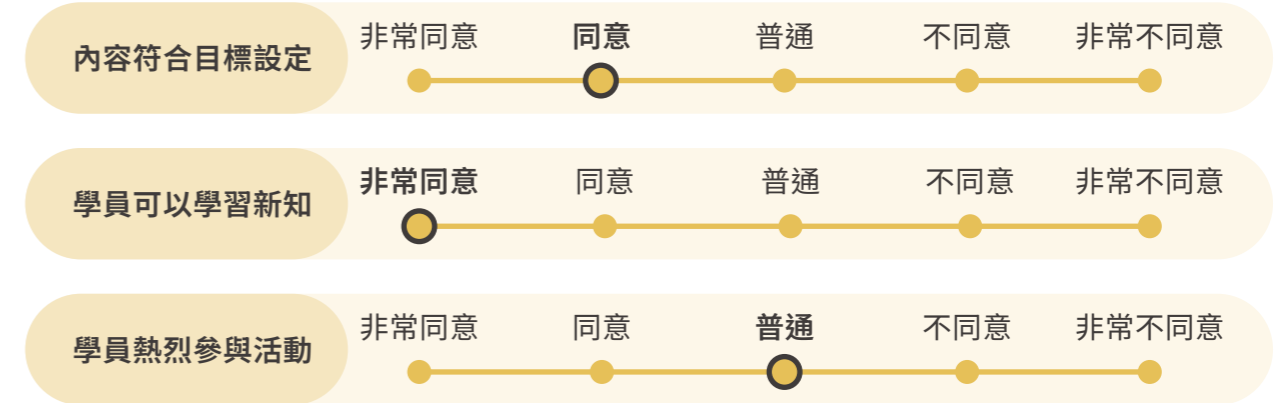 內容符合目標設定
非常同意 同意 普通 不同意 非常不同意
學員可以學習新知
非常同意 同意 普通 不同意 非常不同意
學員熱烈參與活動
非常同意 同意 普通 不同意 非常不同意